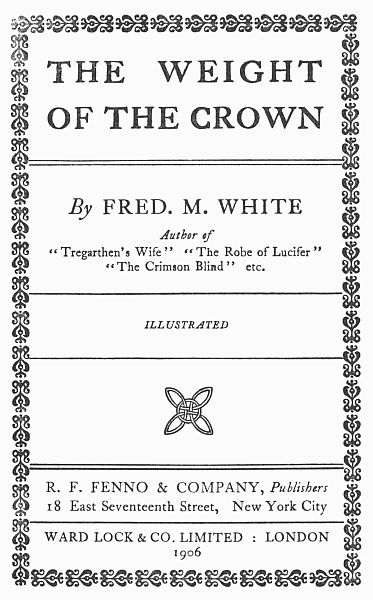 THE WEIGHT
OF THE CROWN
By FRED. M. WHITE
Author of
"Tregarthen's Wife" "The Robe of Lucifer"
"The Crimson Blind" etc.
ILLUSTRATED
R. F. FENNO & COMPANY, Publishers
18 East Seventeenth Street, New York City
WARD LOCK & CO. LIMITED : LONDON
1906